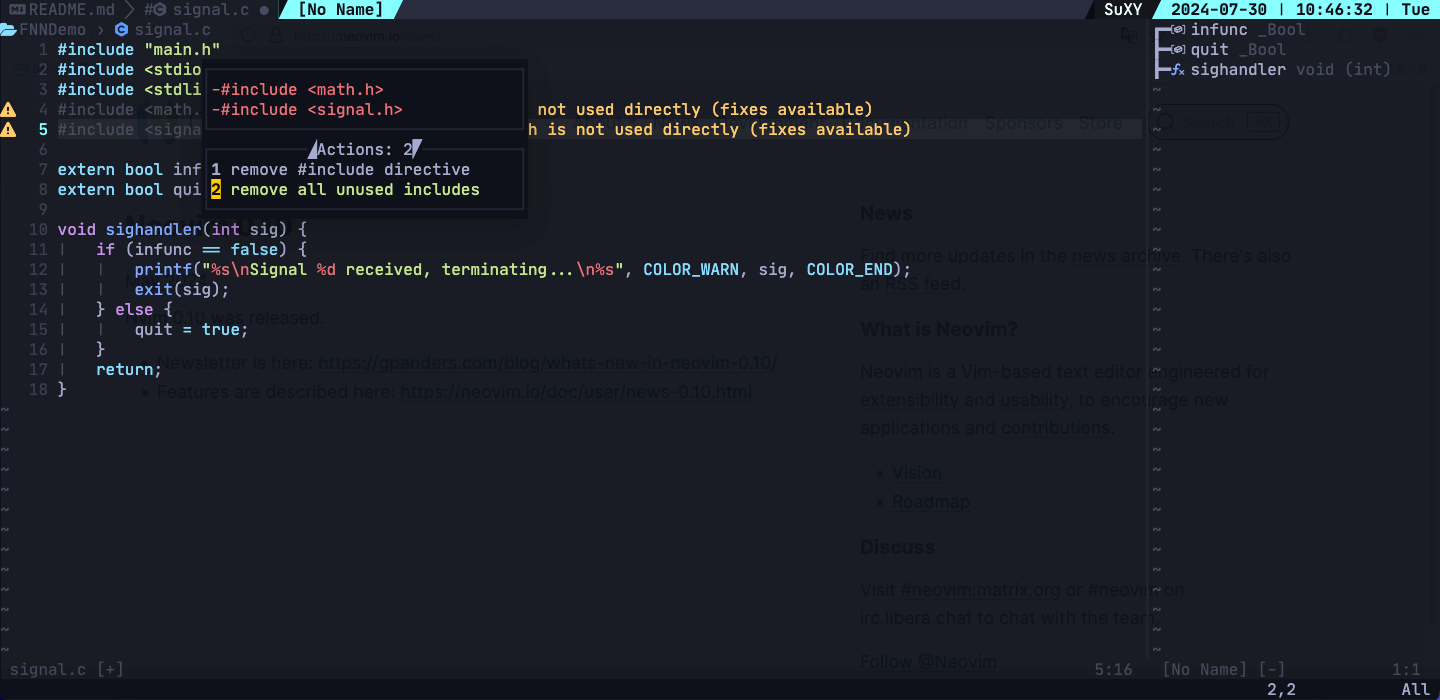 README.md > #signal.c ● [No Name] SuXY 2024-07-30 | 10:46:32 | Tue
FNNDemo > signal.c
1 #include "main.h"
2 #include <stdio
3 #include <stdli
4 #include <math. not used directly (fixes available)
5 #include <signa h is not used directly (fixes available)
6
7 extern bool inf
8 extern bool qui
9
10 void sighandler(int sig) {
11 | if (infunc == false) {
12 | | printf("%s\nSignal %d received, terminating...\n%s", COLOR_WARN, sig, COLOR_END);
13 | | exit(sig);
14 | } else {
15 | | quit = true;
16 | }
17 | return;
18 }
-#include <math.h>
-#include <signal.h>
Actions: 2
1 remove #include directive
2 remove all unused includes
infunc _Bool
quit _Bool
sighandler void (int)
neovim.io
Sponsors Store
Search
was released.
• Newsletter is here: https://gpanders.com/blog/whats-new-in-neovim-0.10/
• Features are described here: https://neovim.io/doc/user/news-0.10.html
News
Find more updates in the news archive. There's also
an RSS feed.
What is Neovim?
Neovim is a Vim-based text editor engineered for
extensibility and usability, to encourage new
applications and contributions.
• Vision
• Roadmap
Discuss
Visit #neovim:matrix.org or #neovim on
irc.libera.chat to chat with the team.
Follow @Neovim
signal.c [+] 5:16 [No Name] [-] 1:1
2,2 All